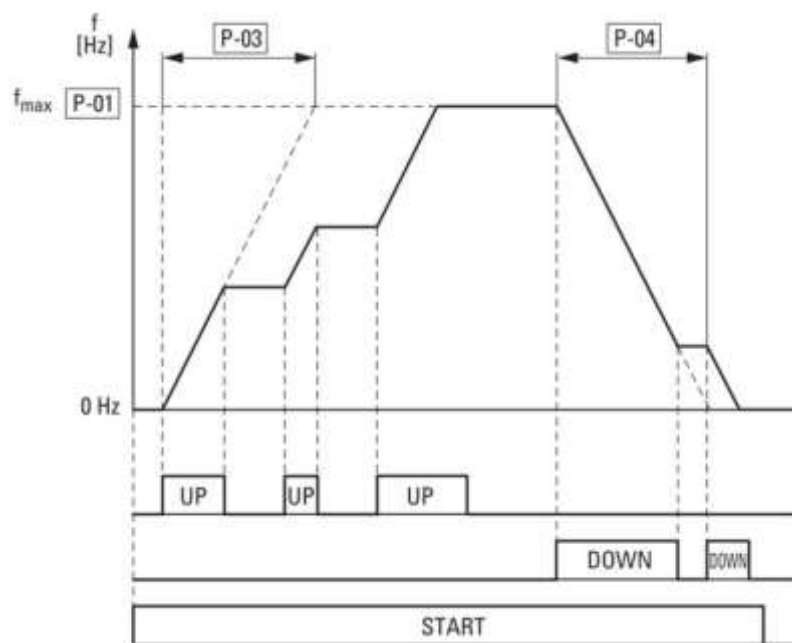 f
[Hz]
P-03
P-04
fmax P-01
0 Hz
UP UP UP
DOWN DOWN
START